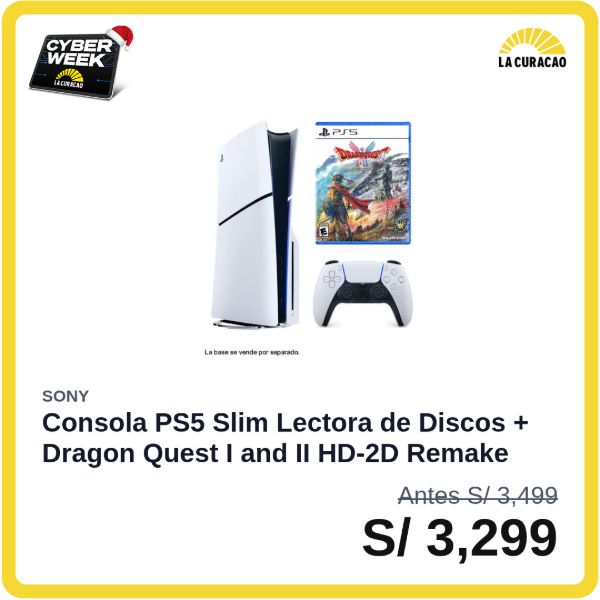 CYBER
WEEK
LA CURACAO
LA CURACAO
PS5
La base se vende por separado.
SONY
Consola PS5 Slim Lectora de Discos +
Dragon Quest I and II HD-2D Remake
Antes S/ 3,499
S/ 3,299